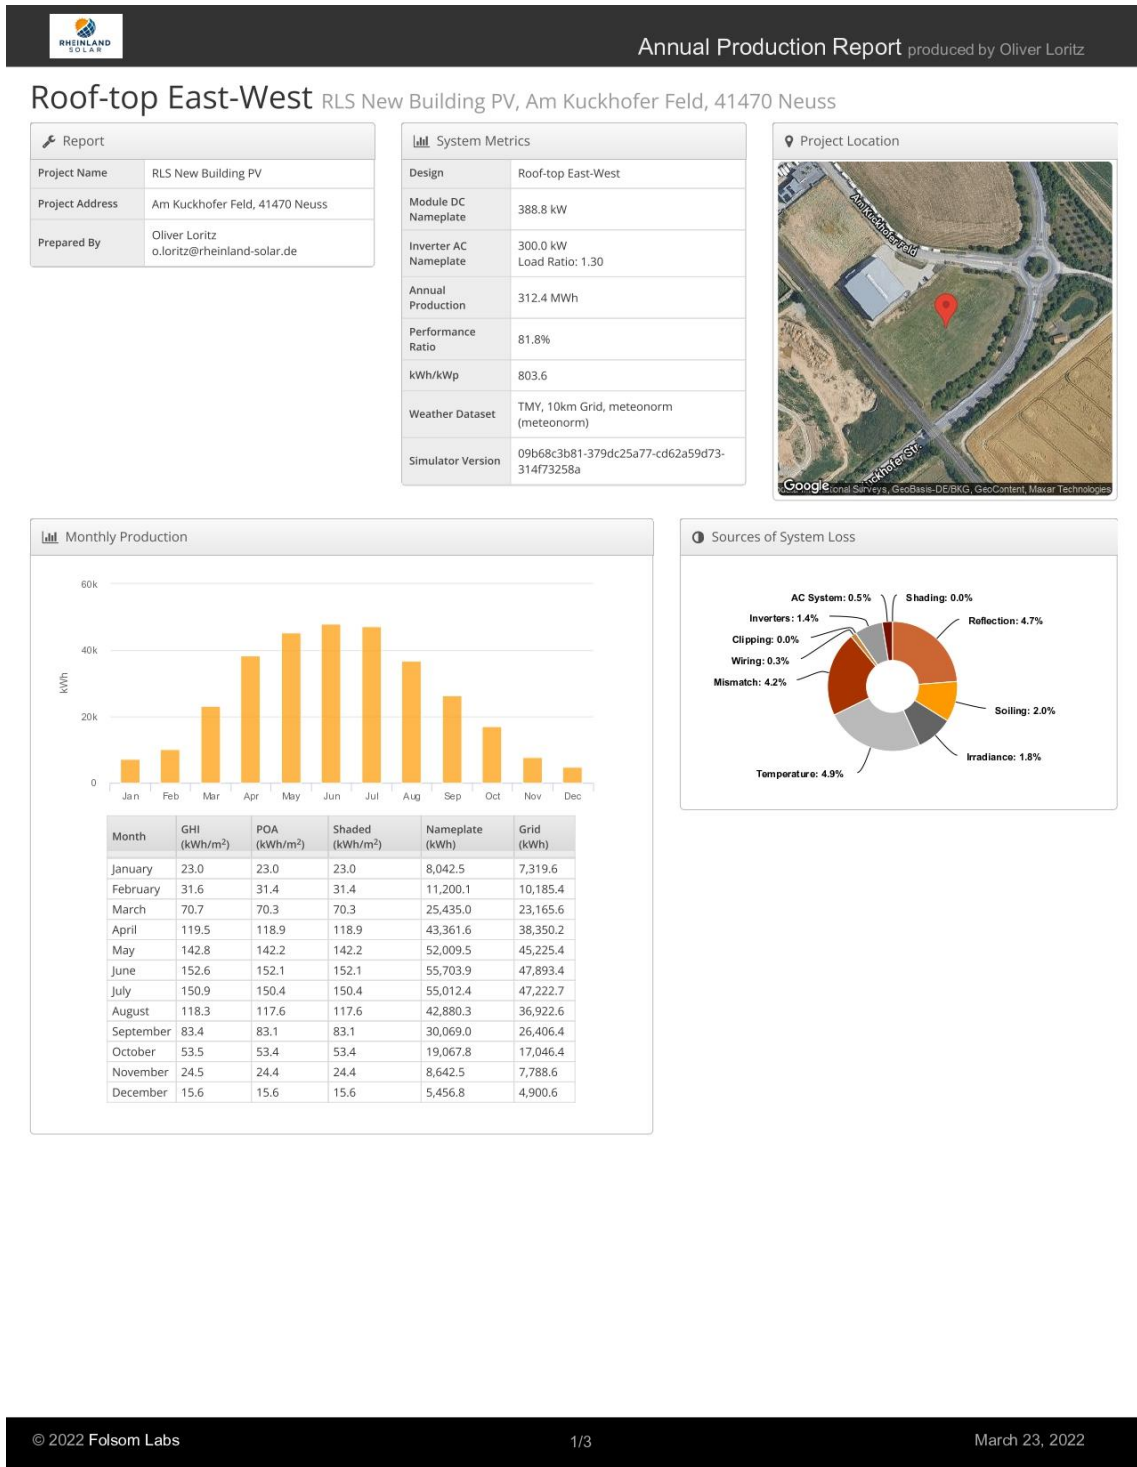 RHEINLAND
SOLAR
Annual Production Report produced by Oliver Loritz
Roof-top East-West RLS New Building PV, Am Kuckhofer Feld, 41470 Neuss
Report
Project Name RLS New Building PV
Project Address Am Kuckhofer Feld, 41470 Neuss
Prepared By Oliver Loritz
o.loritz@rheinland-solar.de
System Metrics
Design Roof-top East-West
Module DC
Nameplate 388.8 kW
Inverter AC
Nameplate 300.0 kW
Load Ratio: 1.30
Annual
Production 312.4 MWh
Performance
Ratio 81.8%
kWh/kWp 803.6
Weather Dataset TMY, 10km Grid, meteonorm
(meteonorm)
Simulator Version 09b68c3b81-379dc25a77-cd62a59d73-
314f73258a
Project Location
Am Kuckhofer Feld
uckhofer Str.
Google
onal Surveys, GeoBasis-DE/BKG, GeoContent, Maxar Technologies
Monthly Production
60k
40k
20k
0
kWh
Jan Feb Mar Apr May Jun Jul Aug Sep Oct Nov Dec
Month GHI (kWh/m²) POA (kWh/m²) Shaded (kWh/m²) Nameplate (kWh) Grid (kWh)
January 23.0 23.0 23.0 8,042.5 7,319.6
February 31.6 31.4 31.4 11,200.1 10,185.4
March 70.7 70.3 70.3 25,435.0 23,165.6
April 119.5 118.9 118.9 43,361.6 38,350.2
May 142.8 142.2 142.2 52,009.5 45,225.4
June 152.6 152.1 152.1 55,703.9 47,893.4
July 150.9 150.4 150.4 55,012.4 47,222.7
August 118.3 117.6 117.6 42,880.3 36,922.6
September 83.4 83.1 83.1 30,069.0 26,406.4
October 53.5 53.4 53.4 19,067.8 17,046.4
November 24.5 24.4 24.4 8,642.5 7,788.6
December 15.6 15.6 15.6 5,456.8 4,900.6
Sources of System Loss
AC System: 0.5%
Shading: 0.0%
Inverters: 1.4%
Reflection: 4.7%
Clipping: 0.0%
Wiring: 0.3%
Mismatch: 4.2%
Soiling: 2.0%
Irradiance: 1.8%
Temperature: 4.9%
© 2022 Folsom Labs
1/3
March 23, 2022